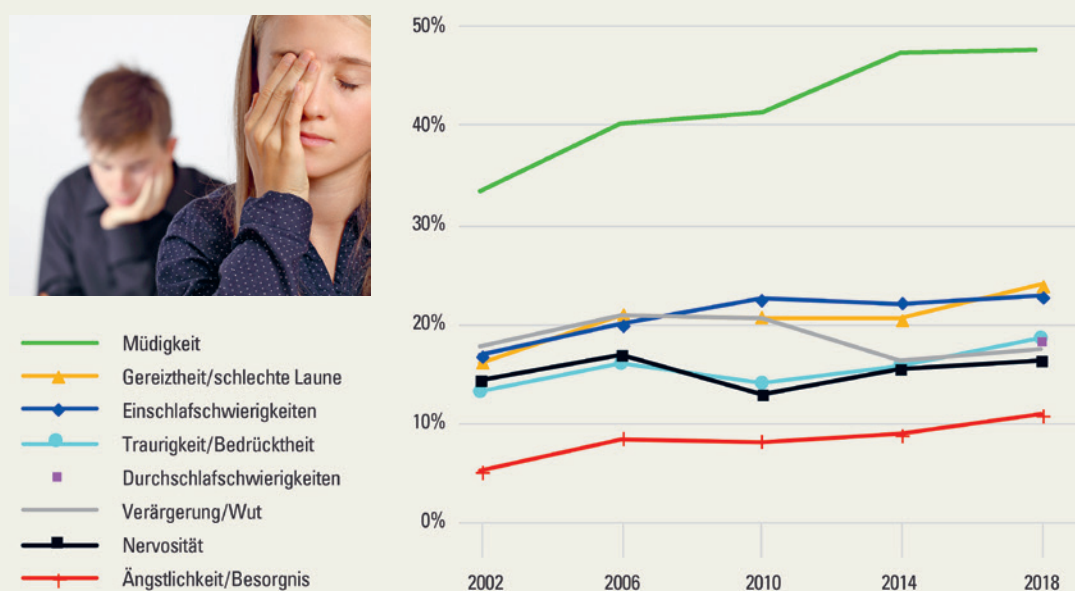 50%
40%
30%
20%
10%
0%
2002 2006 2010 2014 2018
Müdigkeit
Gereiztheit/schlechte Laune
Einschlafschwierigkeiten
Traurigkeit/Bedrücktheit
Durchschlafschwierigkeiten
Verärgerung/Wut
Nervosität
Ängstlichkeit/Besorgnis